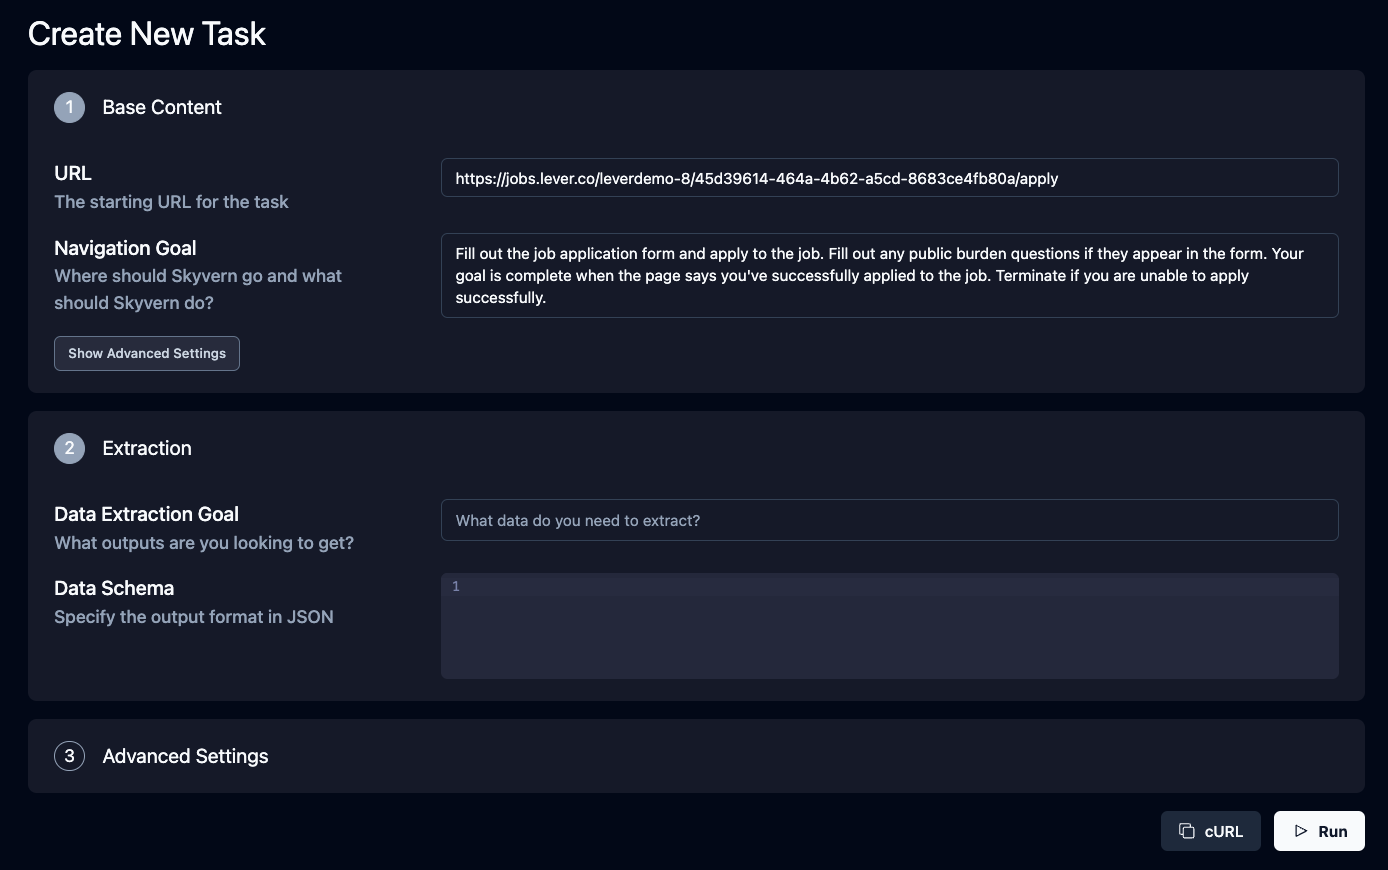 Create New Task
1 Base Content
URL
The starting URL for the task
https://jobs.lever.co/leverdemo-8/45d39614-464a-4b62-a5cd-8683ce4fb80a/apply
Navigation Goal
Where should Skyvern go and what
should Skyvern do?
Fill out the job application form and apply to the job. Fill out any public burden questions if they appear in the form. Your
goal is complete when the page says you've successfully applied to the job. Terminate if you are unable to apply
successfully.
Show Advanced Settings
2 Extraction
Data Extraction Goal
What outputs are you looking to get?
What data do you need to extract?
Data Schema
Specify the output format in JSON
1
3 Advanced Settings
cURL
Run